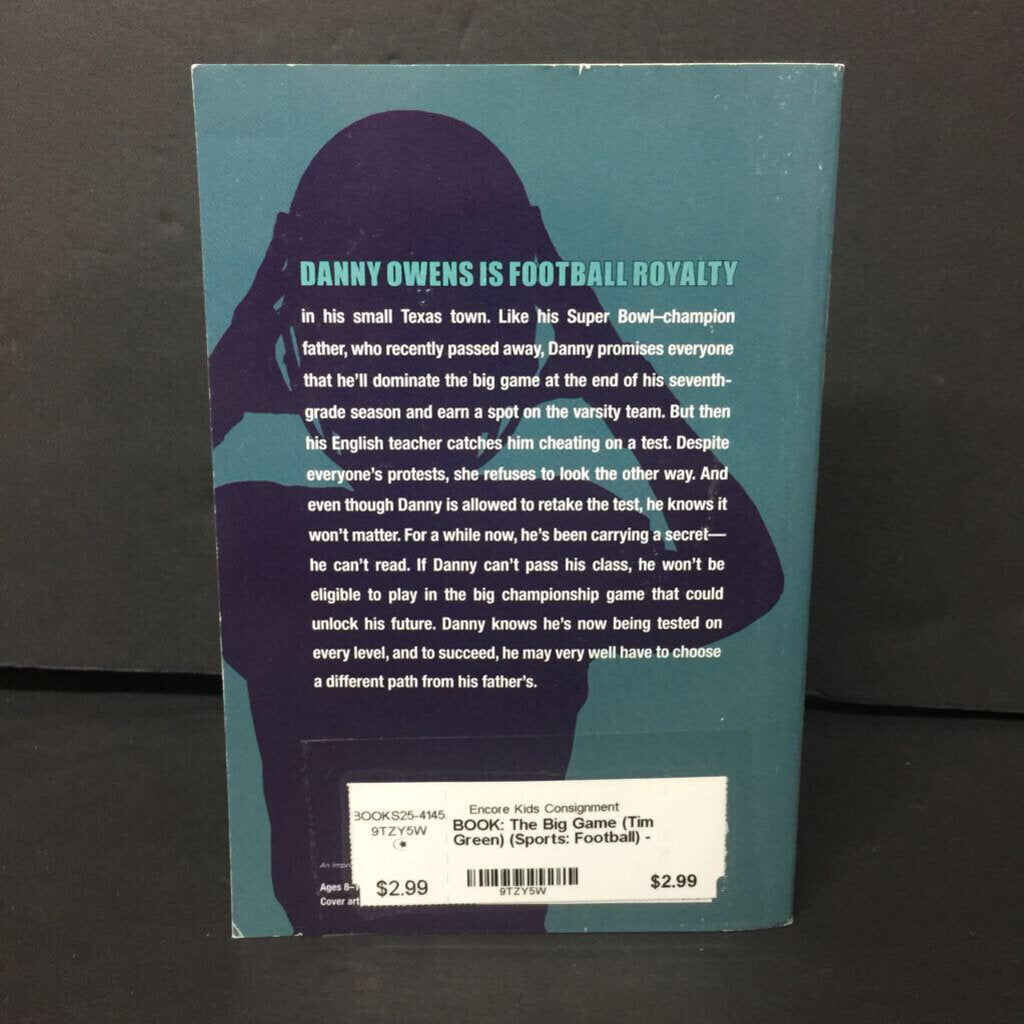 DANNY OWENS IS FOOTBALL ROYALTY
in his small Texas town. Like his Super Bowl–champion
father, who recently passed away, Danny promises everyone
that he'll dominate the big game at the end of his seventh-
grade season and earn a spot on the varsity team. But then
his English teacher catches him cheating on a test. Despite
everyone's protests, she refuses to look the other way. And
even though Danny is allowed to retake the test, he knows it
won't matter. For a while now, he's been carrying a secret—
he can't read. If Danny can't pass his class, he won't be
eligible to play in the big championship game that could
unlock his future. Danny knows he's now being tested on
every level, and to succeed, he may very well have to choose
a different path from his father's.
BOOKS25-4145
9TZY5W
$2.99
Encore Kids Consignment
BOOK: The Big Game (Tim
Green) (Sports: Football) -
9TZY5W
$2.99
An
Ages
Cover